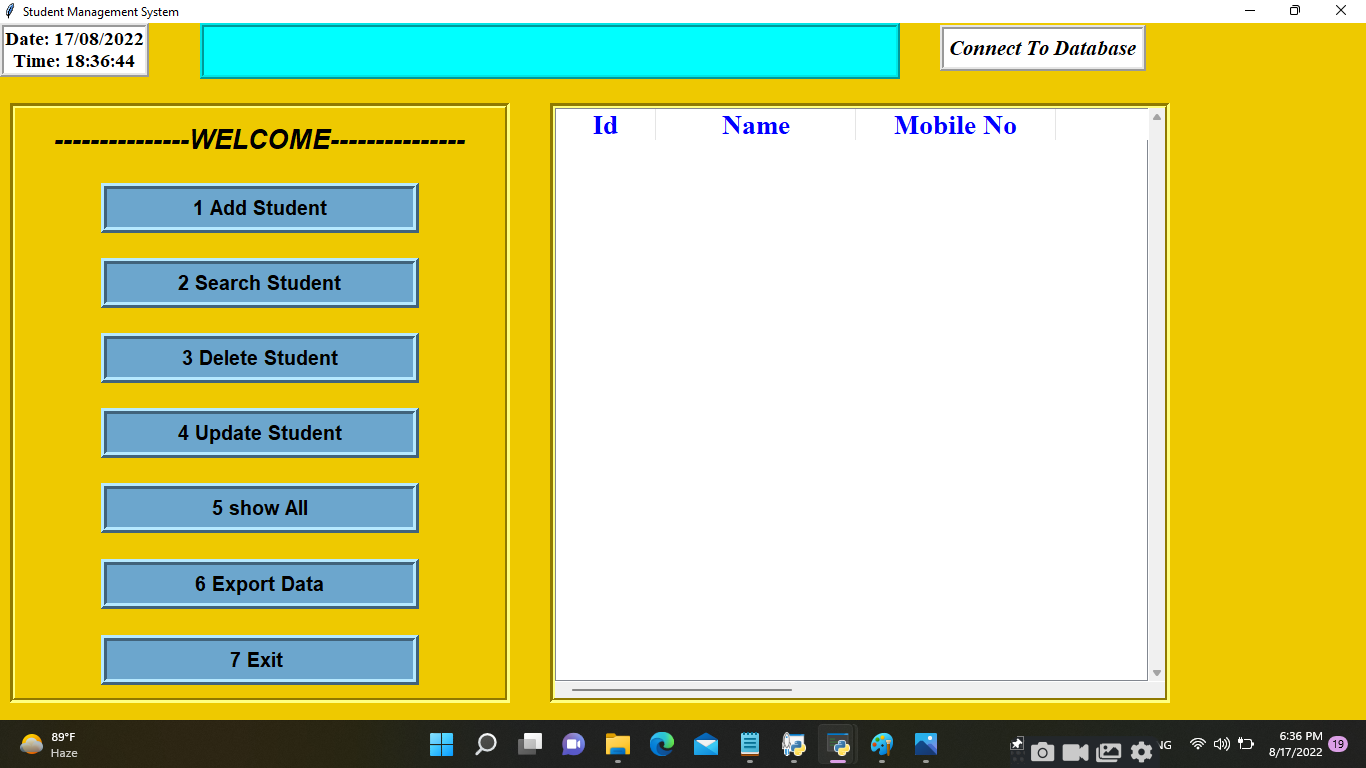 Student Management System
Date: 17/08/2022
Time: 18:36:44
Connect To Database
---------------WELCOME---------------
1 Add Student
2 Search Student
3 Delete Student
4 Update Student
5 show All
6 Export Data
7 Exit
Id Name Mobile No
89°F
Haze
NG
6:36 PM
8/17/2022
19